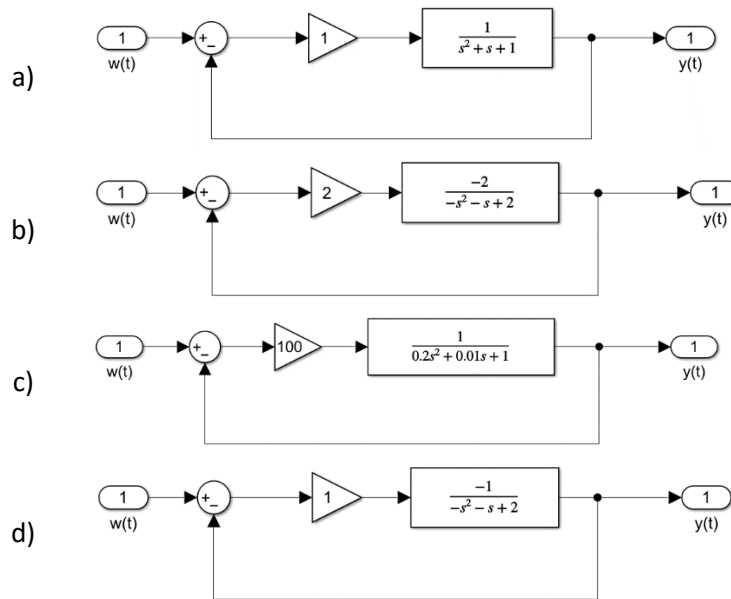 a)
1
w(t)
+
−
1
1
s² + s + 1
1
y(t)
b)
1
w(t)
+
−
2
−2
−s² − s + 2
1
y(t)
c)
1
w(t)
+
−
100
1
0.2s² + 0.01s + 1
1
y(t)
d)
1
w(t)
+
−
1
−1
−s² − s + 2
1
y(t)